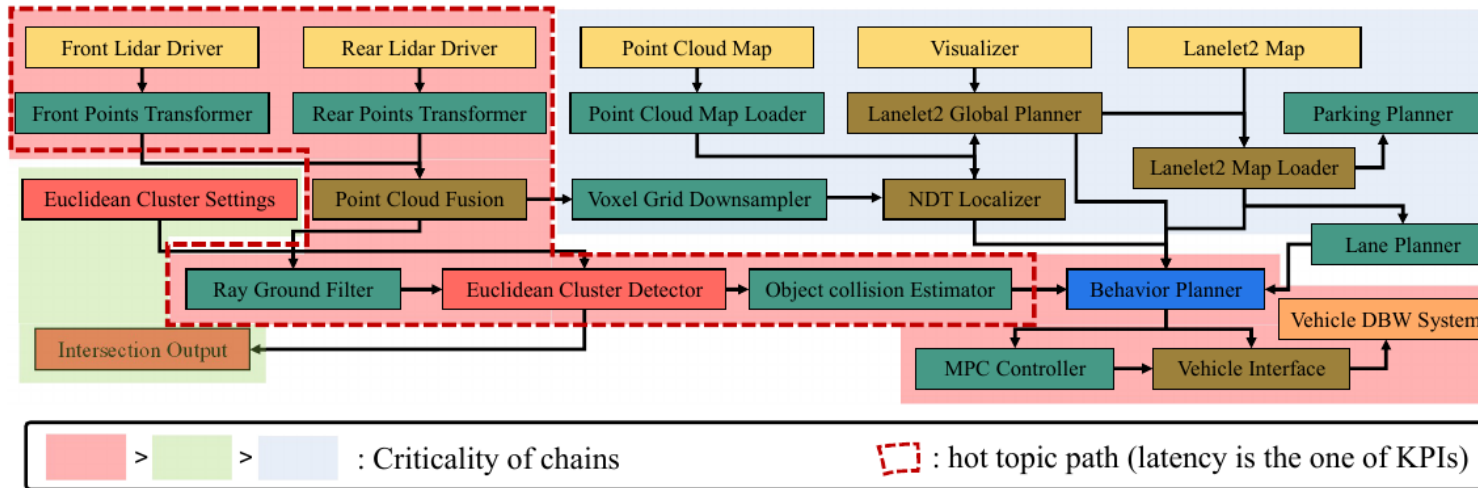 Front Lidar Driver
Rear Lidar Driver
Point Cloud Map
Visualizer
Lanelet2 Map
Front Points Transformer
Rear Points Transformer
Point Cloud Map Loader
Lanelet2 Global Planner
Parking Planner
Lanelet2 Map Loader
Euclidean Cluster Settings
Point Cloud Fusion
Voxel Grid Downsampler
NDT Localizer
Lane Planner
Ray Ground Filter
Euclidean Cluster Detector
Object collision Estimator
Behavior Planner
Vehicle DBW System
Intersection Output
MPC Controller
Vehicle Interface
> > : Criticality of chains
: hot topic path (latency is the one of KPIs)